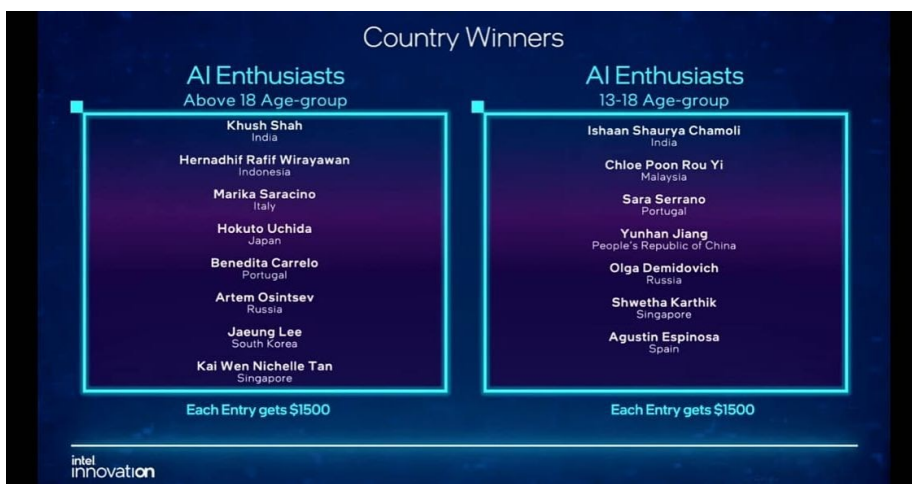 Country Winners
AI Enthusiasts
Above 18 Age-group
Khush Shah
India
Hernadhif Rafif Wirayawan
Indonesia
Marika Saracino
Italy
Hokuto Uchida
Japan
Benedita Carrelo
Portugal
Artem Osintsev
Russia
Jaeung Lee
South Korea
Kai Wen Nichelle Tan
Singapore
Each Entry gets $1500
AI Enthusiasts
13-18 Age-group
Ishaan Shaurya Chamoli
India
Chloe Poon Rou Yi
Malaysia
Sara Serrano
Portugal
Yunhan Jiang
People's Republic of China
Olga Demidovich
Russia
Shwetha Karthik
Singapore
Agustin Espinosa
Spain
Each Entry gets $1500
intel
innovation